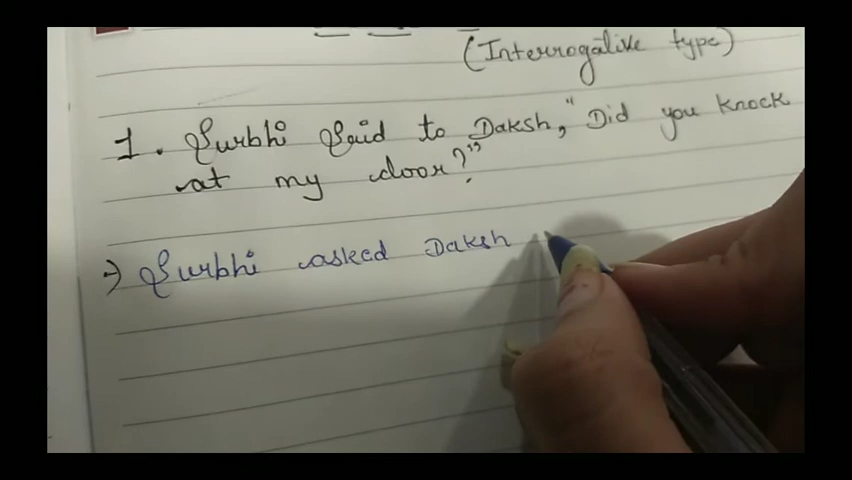 (Interrogative type)
1. Surbhi Said to Daksh, "Did you knock
at my door?"
→ Surbhi asked Daksh